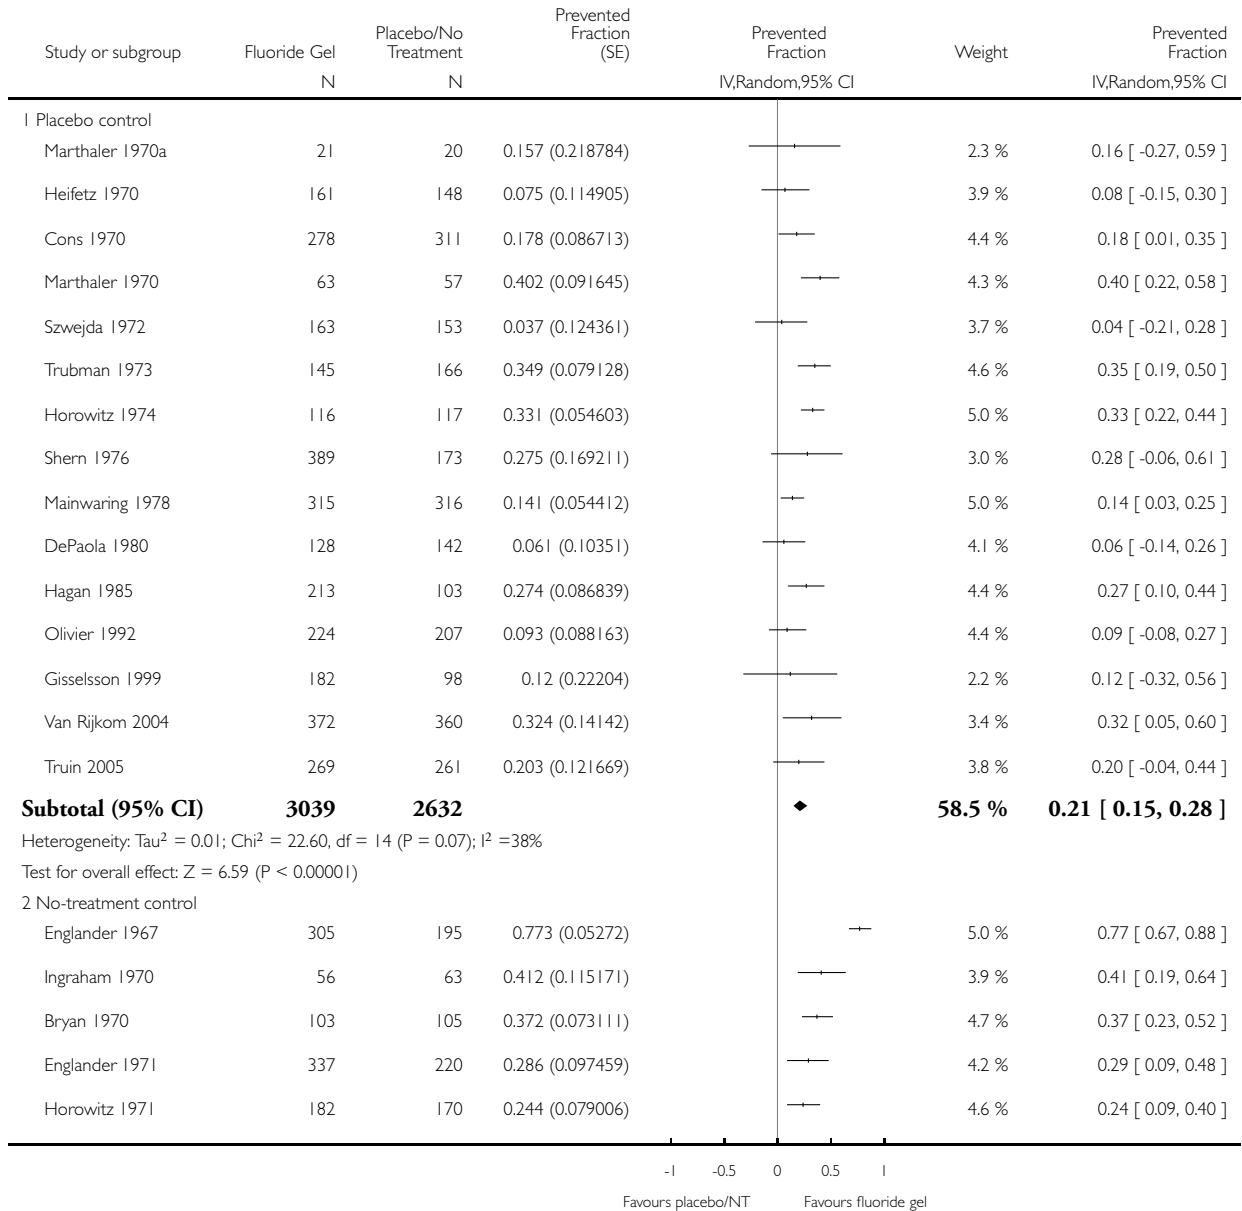 Study or subgroup Fluoride Gel Placebo/No Treatment Prevented Fraction (SE) Prevented Fraction Weight Prevented Fraction
N N IV,Random,95% CI IV,Random,95% CI
1 Placebo control
Marthaler 1970a 21 20 0.157 (0.218784) 2.3 % 0.16 [ -0.27, 0.59 ]
Heifetz 1970 161 148 0.075 (0.114905) 3.9 % 0.08 [ -0.15, 0.30 ]
Cons 1970 278 311 0.178 (0.086713) 4.4 % 0.18 [ 0.01, 0.35 ]
Marthaler 1970 63 57 0.402 (0.091645) 4.3 % 0.40 [ 0.22, 0.58 ]
Szwejda 1972 163 153 0.037 (0.124361) 3.7 % 0.04 [ -0.21, 0.28 ]
Trubman 1973 145 166 0.349 (0.079128) 4.6 % 0.35 [ 0.19, 0.50 ]
Horowitz 1974 116 117 0.331 (0.054603) 5.0 % 0.33 [ 0.22, 0.44 ]
Shern 1976 389 173 0.275 (0.169211) 3.0 % 0.28 [ -0.06, 0.61 ]
Mainwaring 1978 315 316 0.141 (0.054412) 5.0 % 0.14 [ 0.03, 0.25 ]
DePaola 1980 128 142 0.061 (0.10351) 4.1 % 0.06 [ -0.14, 0.26 ]
Hagan 1985 213 103 0.274 (0.086839) 4.4 % 0.27 [ 0.10, 0.44 ]
Olivier 1992 224 207 0.093 (0.088163) 4.4 % 0.09 [ -0.08, 0.27 ]
Gisselsson 1999 182 98 0.12 (0.22204) 2.2 % 0.12 [ -0.32, 0.56 ]
Van Rijkom 2004 372 360 0.324 (0.14142) 3.4 % 0.32 [ 0.05, 0.60 ]
Truin 2005 269 261 0.203 (0.121669) 3.8 % 0.20 [ -0.04, 0.44 ]
Subtotal (95% CI) 3039 2632 58.5 % 0.21 [ 0.15, 0.28 ]
Heterogeneity: Tau² = 0.01; Chi² = 22.60, df = 14 (P = 0.07); I² =38%
Test for overall effect: Z = 6.59 (P < 0.00001)
2 No-treatment control
Englander 1967 305 195 0.773 (0.05272) 5.0 % 0.77 [ 0.67, 0.88 ]
Ingraham 1970 56 63 0.412 (0.115171) 3.9 % 0.41 [ 0.19, 0.64 ]
Bryan 1970 103 105 0.372 (0.073111) 4.7 % 0.37 [ 0.23, 0.52 ]
Englander 1971 337 220 0.286 (0.097459) 4.2 % 0.29 [ 0.09, 0.48 ]
Horowitz 1971 182 170 0.244 (0.079006) 4.6 % 0.24 [ 0.09, 0.40 ]
-1 -0.5 0 0.5 1
Favours placebo/NT Favours fluoride gel